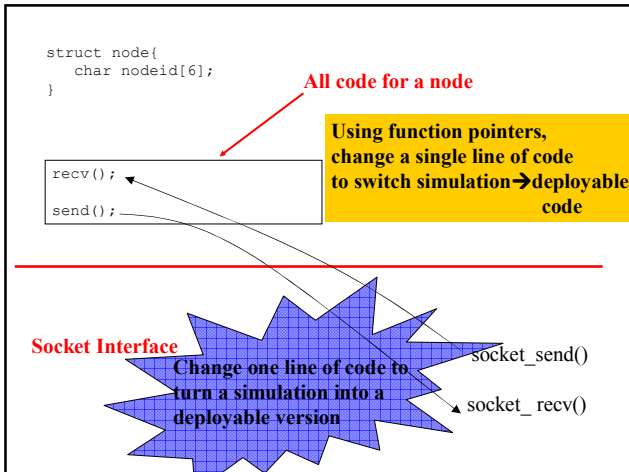 struct node{
char nodeid[6];
}
All code for a node
Using function pointers,
change a single line of code
to switch simulation→deployable
code
recv();
send();
Socket Interface
Change one line of code to
turn a simulation into a
deployable version
socket_send()
socket_ recv()